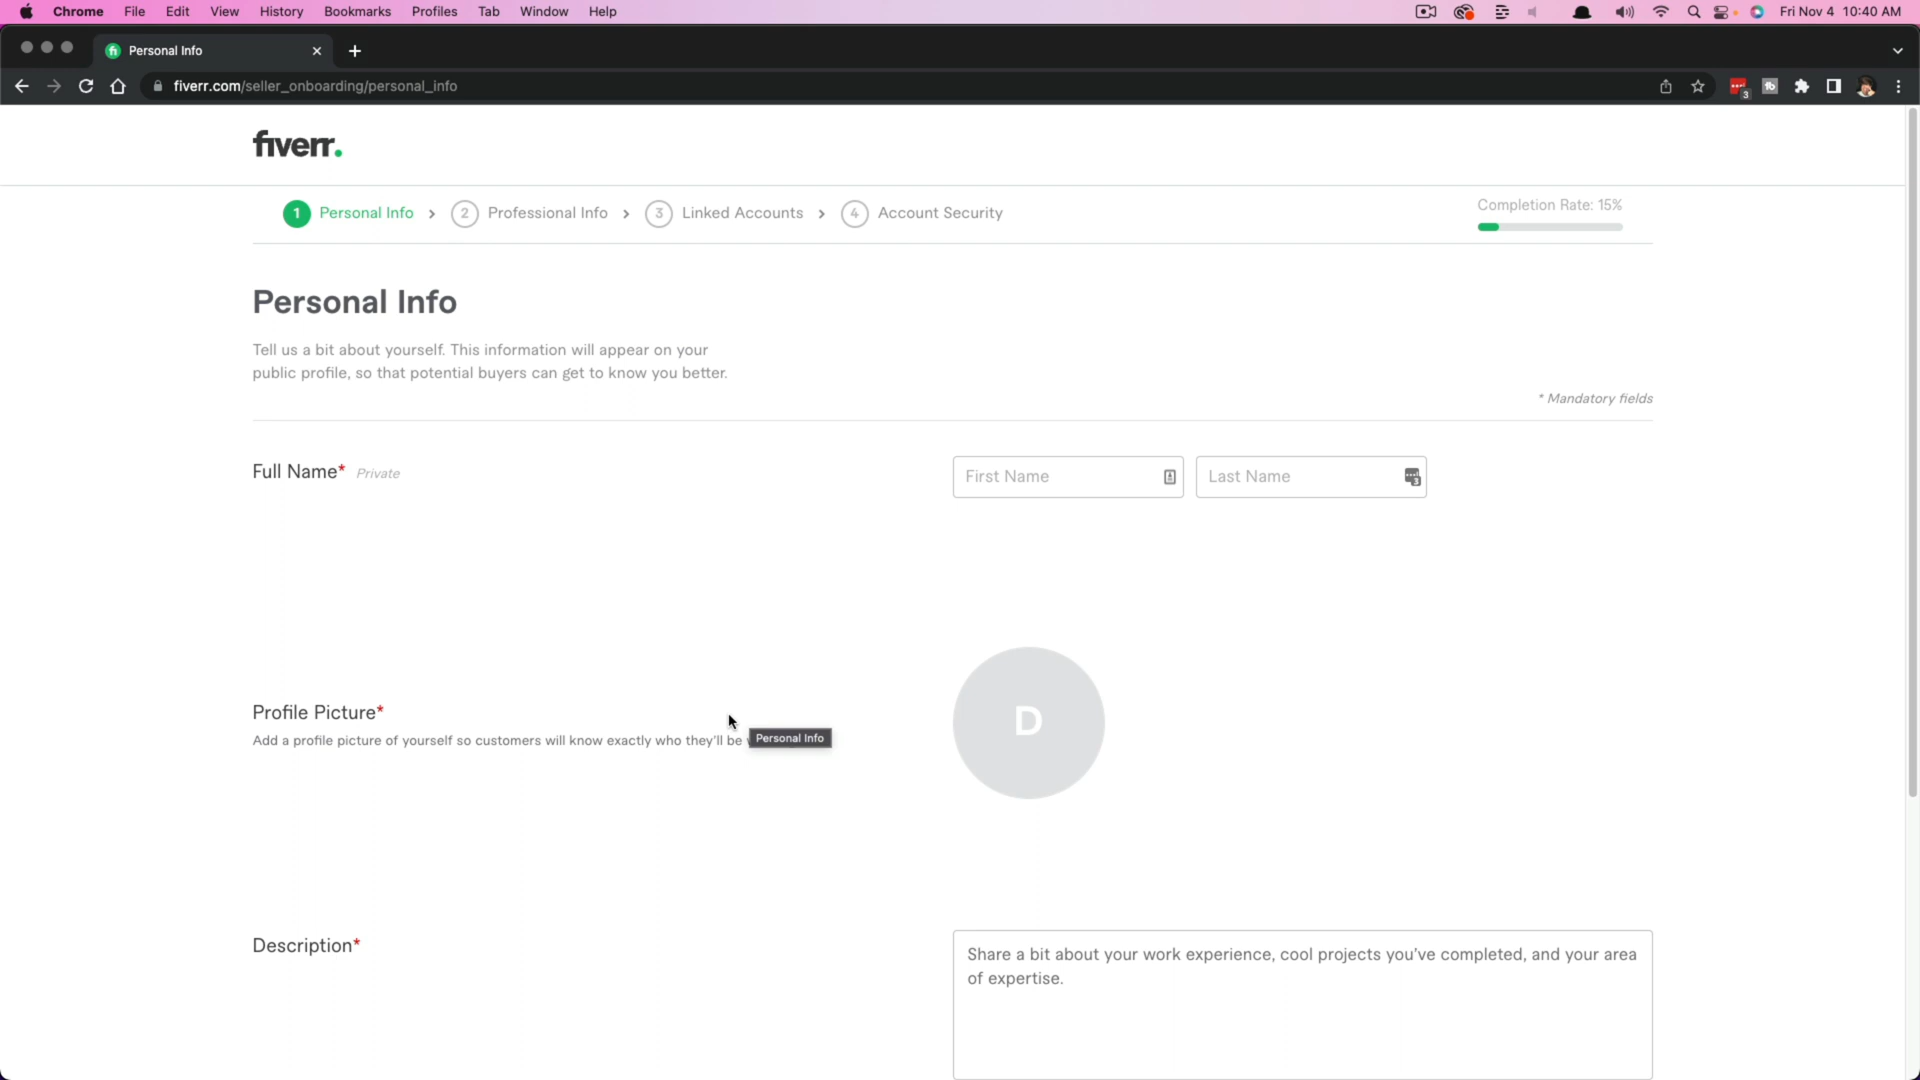 Chrome File Edit View History Bookmarks Profiles Tab Window Help Fri Nov 4 10:40 AM
Personal Info
fiverr.com/seller_onboarding/personal_info 3
fiverr.
1 Personal Info 2 Professional Info 3 Linked Accounts 4 Account Security
Completion Rate: 15%
Personal Info
Tell us a bit about yourself. This information will appear on your
public profile, so that potential buyers can get to know you better.
* Mandatory fields
Full Name* Private
First Name
Last Name
Profile Picture*
Add a profile picture of yourself so customers will know exactly who they'll be
Personal Info
D
Description*
Share a bit about your work experience, cool projects you've completed, and your area
of expertise.